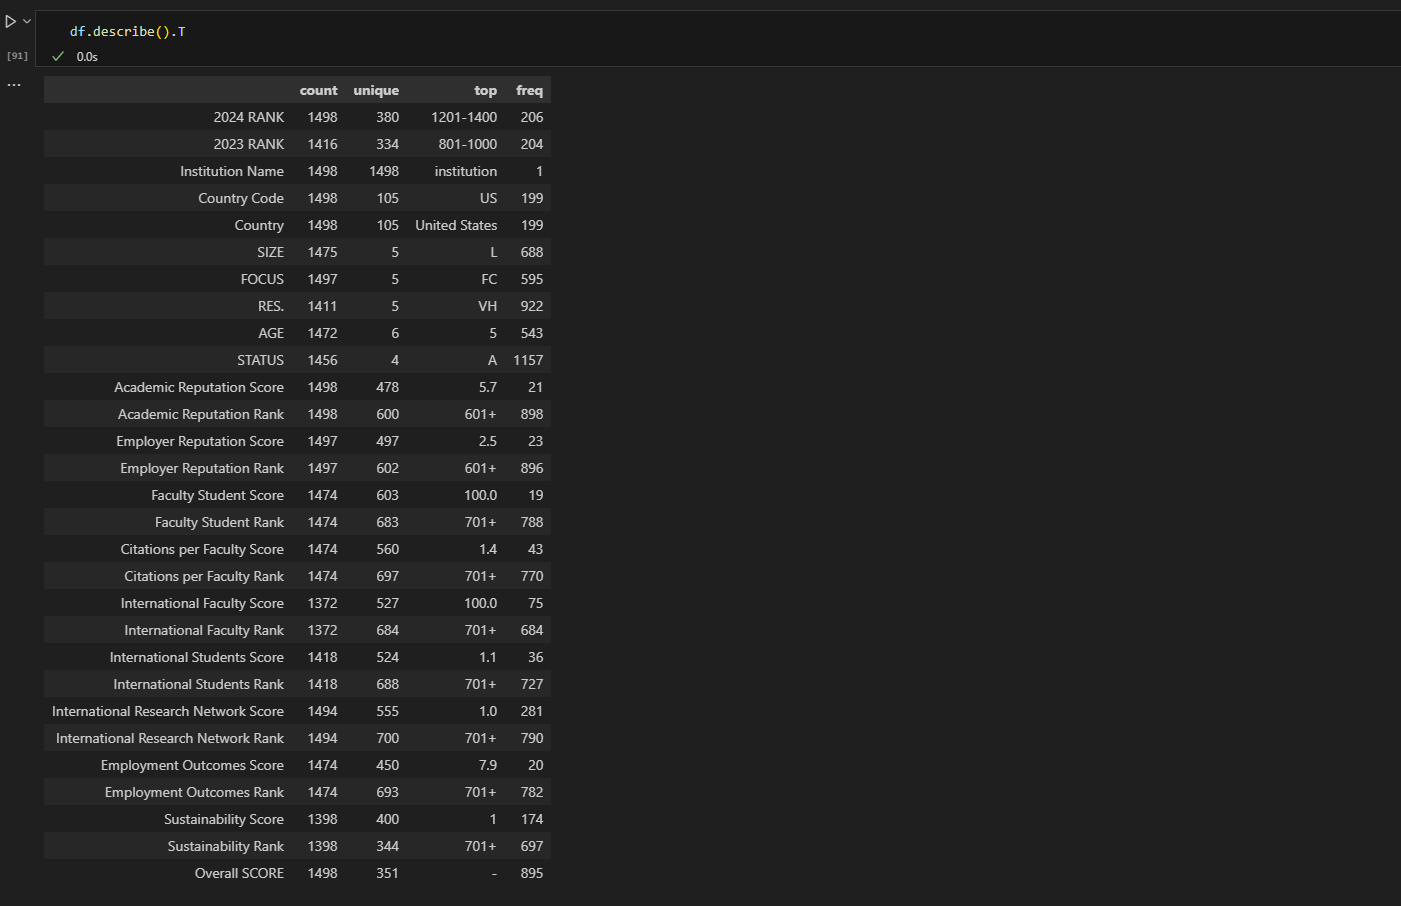 df.describe().T
[91] 0.0s
count unique top freq
2024 RANK 1498 380 1201-1400 206
2023 RANK 1416 334 801-1000 204
Institution Name 1498 1498 institution 1
Country Code 1498 105 US 199
Country 1498 105 United States 199
SIZE 1475 5 L 688
FOCUS 1497 5 FC 595
RES. 1411 5 VH 922
AGE 1472 6 5 543
STATUS 1456 4 A 1157
Academic Reputation Score 1498 478 5.7 21
Academic Reputation Rank 1498 600 601+ 898
Employer Reputation Score 1497 497 2.5 23
Employer Reputation Rank 1497 602 601+ 896
Faculty Student Score 1474 603 100.0 19
Faculty Student Rank 1474 683 701+ 788
Citations per Faculty Score 1474 560 1.4 43
Citations per Faculty Rank 1474 697 701+ 770
International Faculty Score 1372 527 100.0 75
International Faculty Rank 1372 684 701+ 684
International Students Score 1418 524 1.1 36
International Students Rank 1418 688 701+ 727
International Research Network Score 1494 555 1.0 281
International Research Network Rank 1494 700 701+ 790
Employment Outcomes Score 1474 450 7.9 20
Employment Outcomes Rank 1474 693 701+ 782
Sustainability Score 1398 400 1 174
Sustainability Rank 1398 344 701+ 697
Overall SCORE 1498 351 - 895